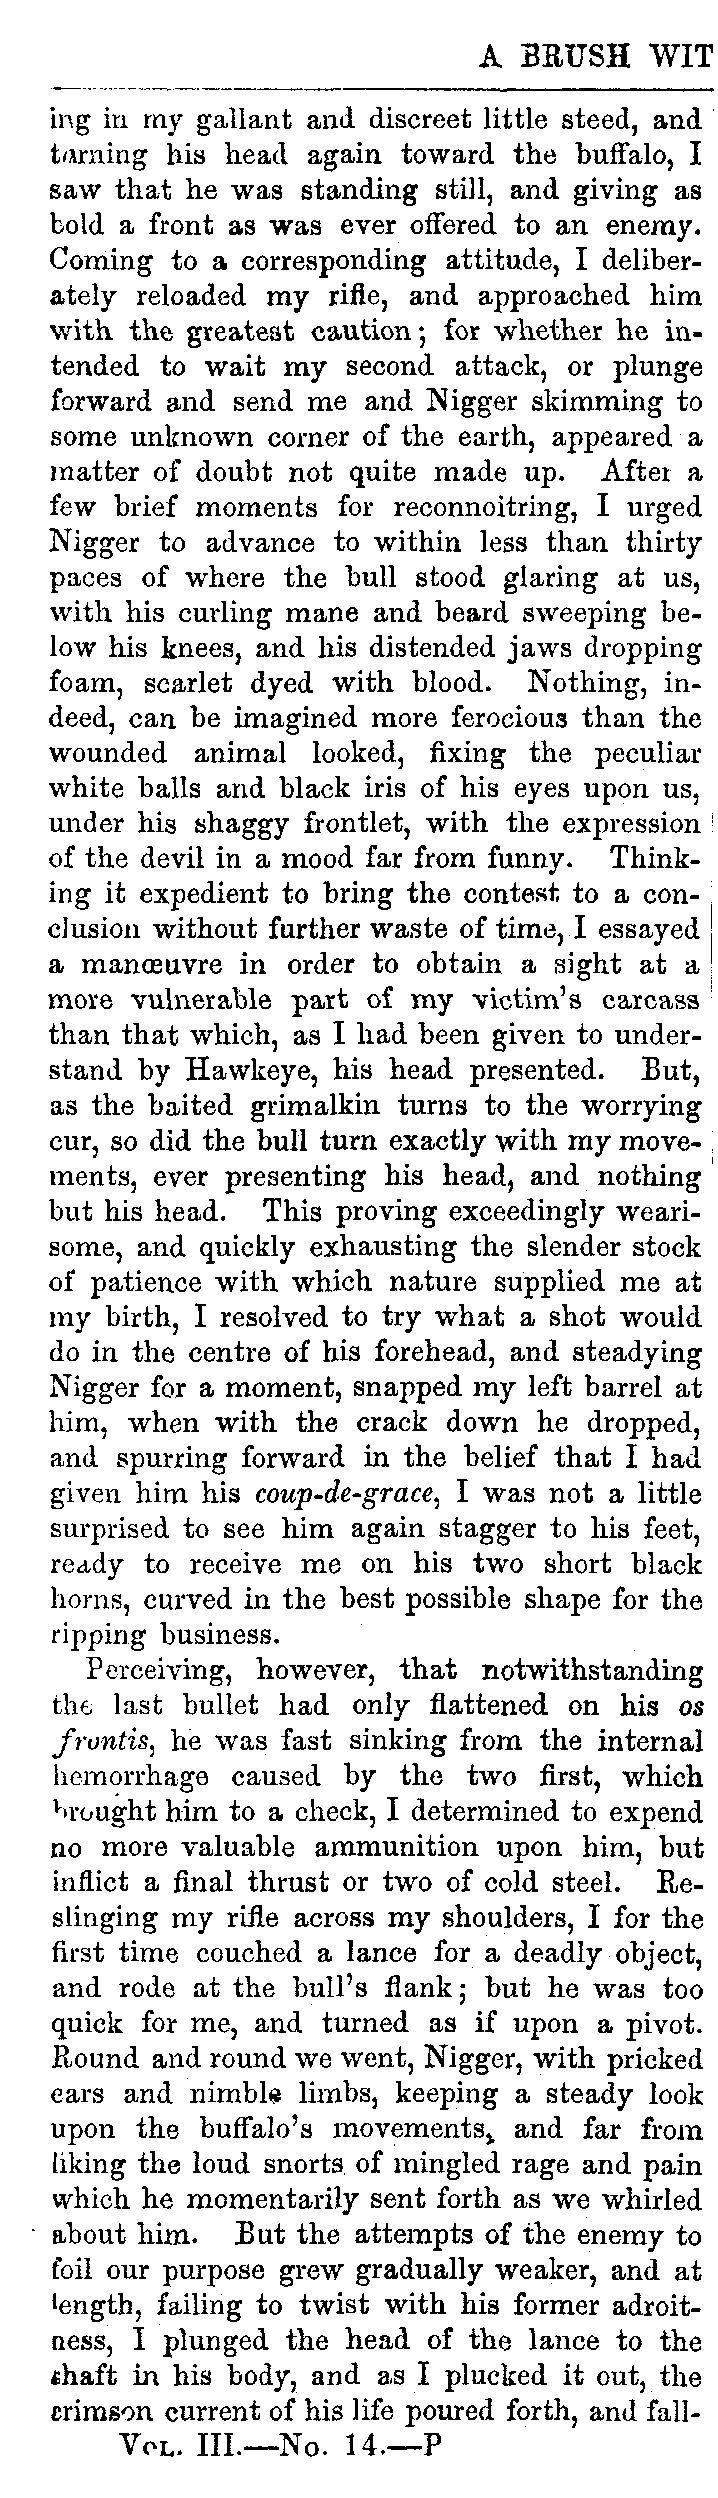 A BRUSH WIT
ing in my gallant and discreet little steed, and
turning his head again toward the buffalo, I
saw that he was standing still, and giving as
bold a front as was ever offered to an enemy.
Coming to a corresponding attitude, I deliber-
ately reloaded my rifle, and approached him
with the greatest caution; for whether he in-
tended to wait my second attack, or plunge
forward and send me and Nigger skimming to
some unknown corner of the earth, appeared a
matter of doubt not quite made up. After a
few brief moments for reconnoitring, I urged
Nigger to advance to within less than thirty
paces of where the bull stood glaring at us,
with his curling mane and beard sweeping be-
low his knees, and his distended jaws dropping
foam, scarlet dyed with blood. Nothing, in-
deed, can be imagined more ferocious than the
wounded animal looked, fixing the peculiar
white balls and black iris of his eyes upon us,
under his shaggy frontlet, with the expression
of the devil in a mood far from funny. Think-
ing it expedient to bring the contest to a con-
clusion without further waste of time, I essayed
a manœuvre in order to obtain a sight at a
more vulnerable part of my victim's carcass
than that which, as I had been given to under-
stand by Hawkeye, his head presented. But,
as the baited grimalkin turns to the worrying
cur, so did the bull turn exactly with my move-
ments, ever presenting his head, and nothing
but his head. This proving exceedingly weari-
some, and quickly exhausting the slender stock
of patience with which nature supplied me at
my birth, I resolved to try what a shot would
do in the centre of his forehead, and steadying
Nigger for a moment, snapped my left barrel at
him, when with the crack down he dropped,
and spurring forward in the belief that I had
given him his coup-de-grace, I was not a little
surprised to see him again stagger to his feet,
ready to receive me on his two short black
horns, curved in the best possible shape for the
ripping business.
Perceiving, however, that notwithstanding
the last bullet had only flattened on his os
frontis, he was fast sinking from the internal
hemorrhage caused by the two first, which
brought him to a check, I determined to expend
no more valuable ammunition upon him, but
inflict a final thrust or two of cold steel. Re-
slinging my rifle across my shoulders, I for the
first time couched a lance for a deadly object,
and rode at the bull's flank; but he was too
quick for me, and turned as if upon a pivot.
Round and round we went, Nigger, with pricked
ears and nimble limbs, keeping a steady look
upon the buffalo's movements, and far from
liking the loud snorts of mingled rage and pain
which he momentarily sent forth as we whirled
about him. But the attempts of the enemy to
foil our purpose grew gradually weaker, and at
length, failing to twist with his former adroit-
ness, I plunged the head of the lance to the
shaft in his body, and as I plucked it out, the
crimson current of his life poured forth, and fall-
VOL. III.—No. 14.—P